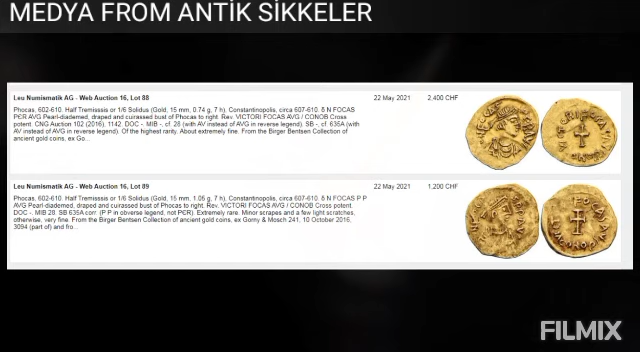 MEDYA FROM ANTİK SİKKELER
Leu Numismatik AG - Web Auction 16, Lot 88 22 May 2021 2,400 CHF
Phocas, 602-610. Half Tremisssis or 1/6 Solidus (Gold, 15 mm, 0.74 g, 7 h), Constantinopolis, circa 607-610. δ N FOCAS
PCR AVG Pearl-diademed, draped and cuirassed bust of Phocas to right. Rev. VICTORI FOCAS AVG / CONOB Cross
potent. CNG Auction 102 (2016), 1142. DOC -. MIB -, cf. 28 (with AV instead of AVG in reverse legend). SB -, cf. 635A (with
AV instead of AVG in reverse legend). Of the highest rarity. About extremely fine. From the Birger Bentsen Collection of
ancient gold coins, ex Go...
Leu Numismatik AG - Web Auction 16, Lot 89 22 May 2021 1,200 CHF
Phocas, 602-610. Half Tremisssis or 1/6 Solidus (Gold, 15 mm, 1.06 g, 7 h), Constantinopolis, circa 607-610. δ N FOCAS P P
AVG Pearl-diademed, draped and cuirassed bust of Phocas to right. Rev. VICTORI FOCAS AVG / CONOB Cross potent.
DOC -. MIB 28. SB 635A corr. (P P in obverse legend, not PER). Extremely rare. Minor scrapes and a few light scratches,
otherwise, very fine. From the Birger Bentsen Collection of ancient gold coins, ex Gorny & Mosch 241, 10 October 2016,
3094 (part of) and fro...
FILMIX